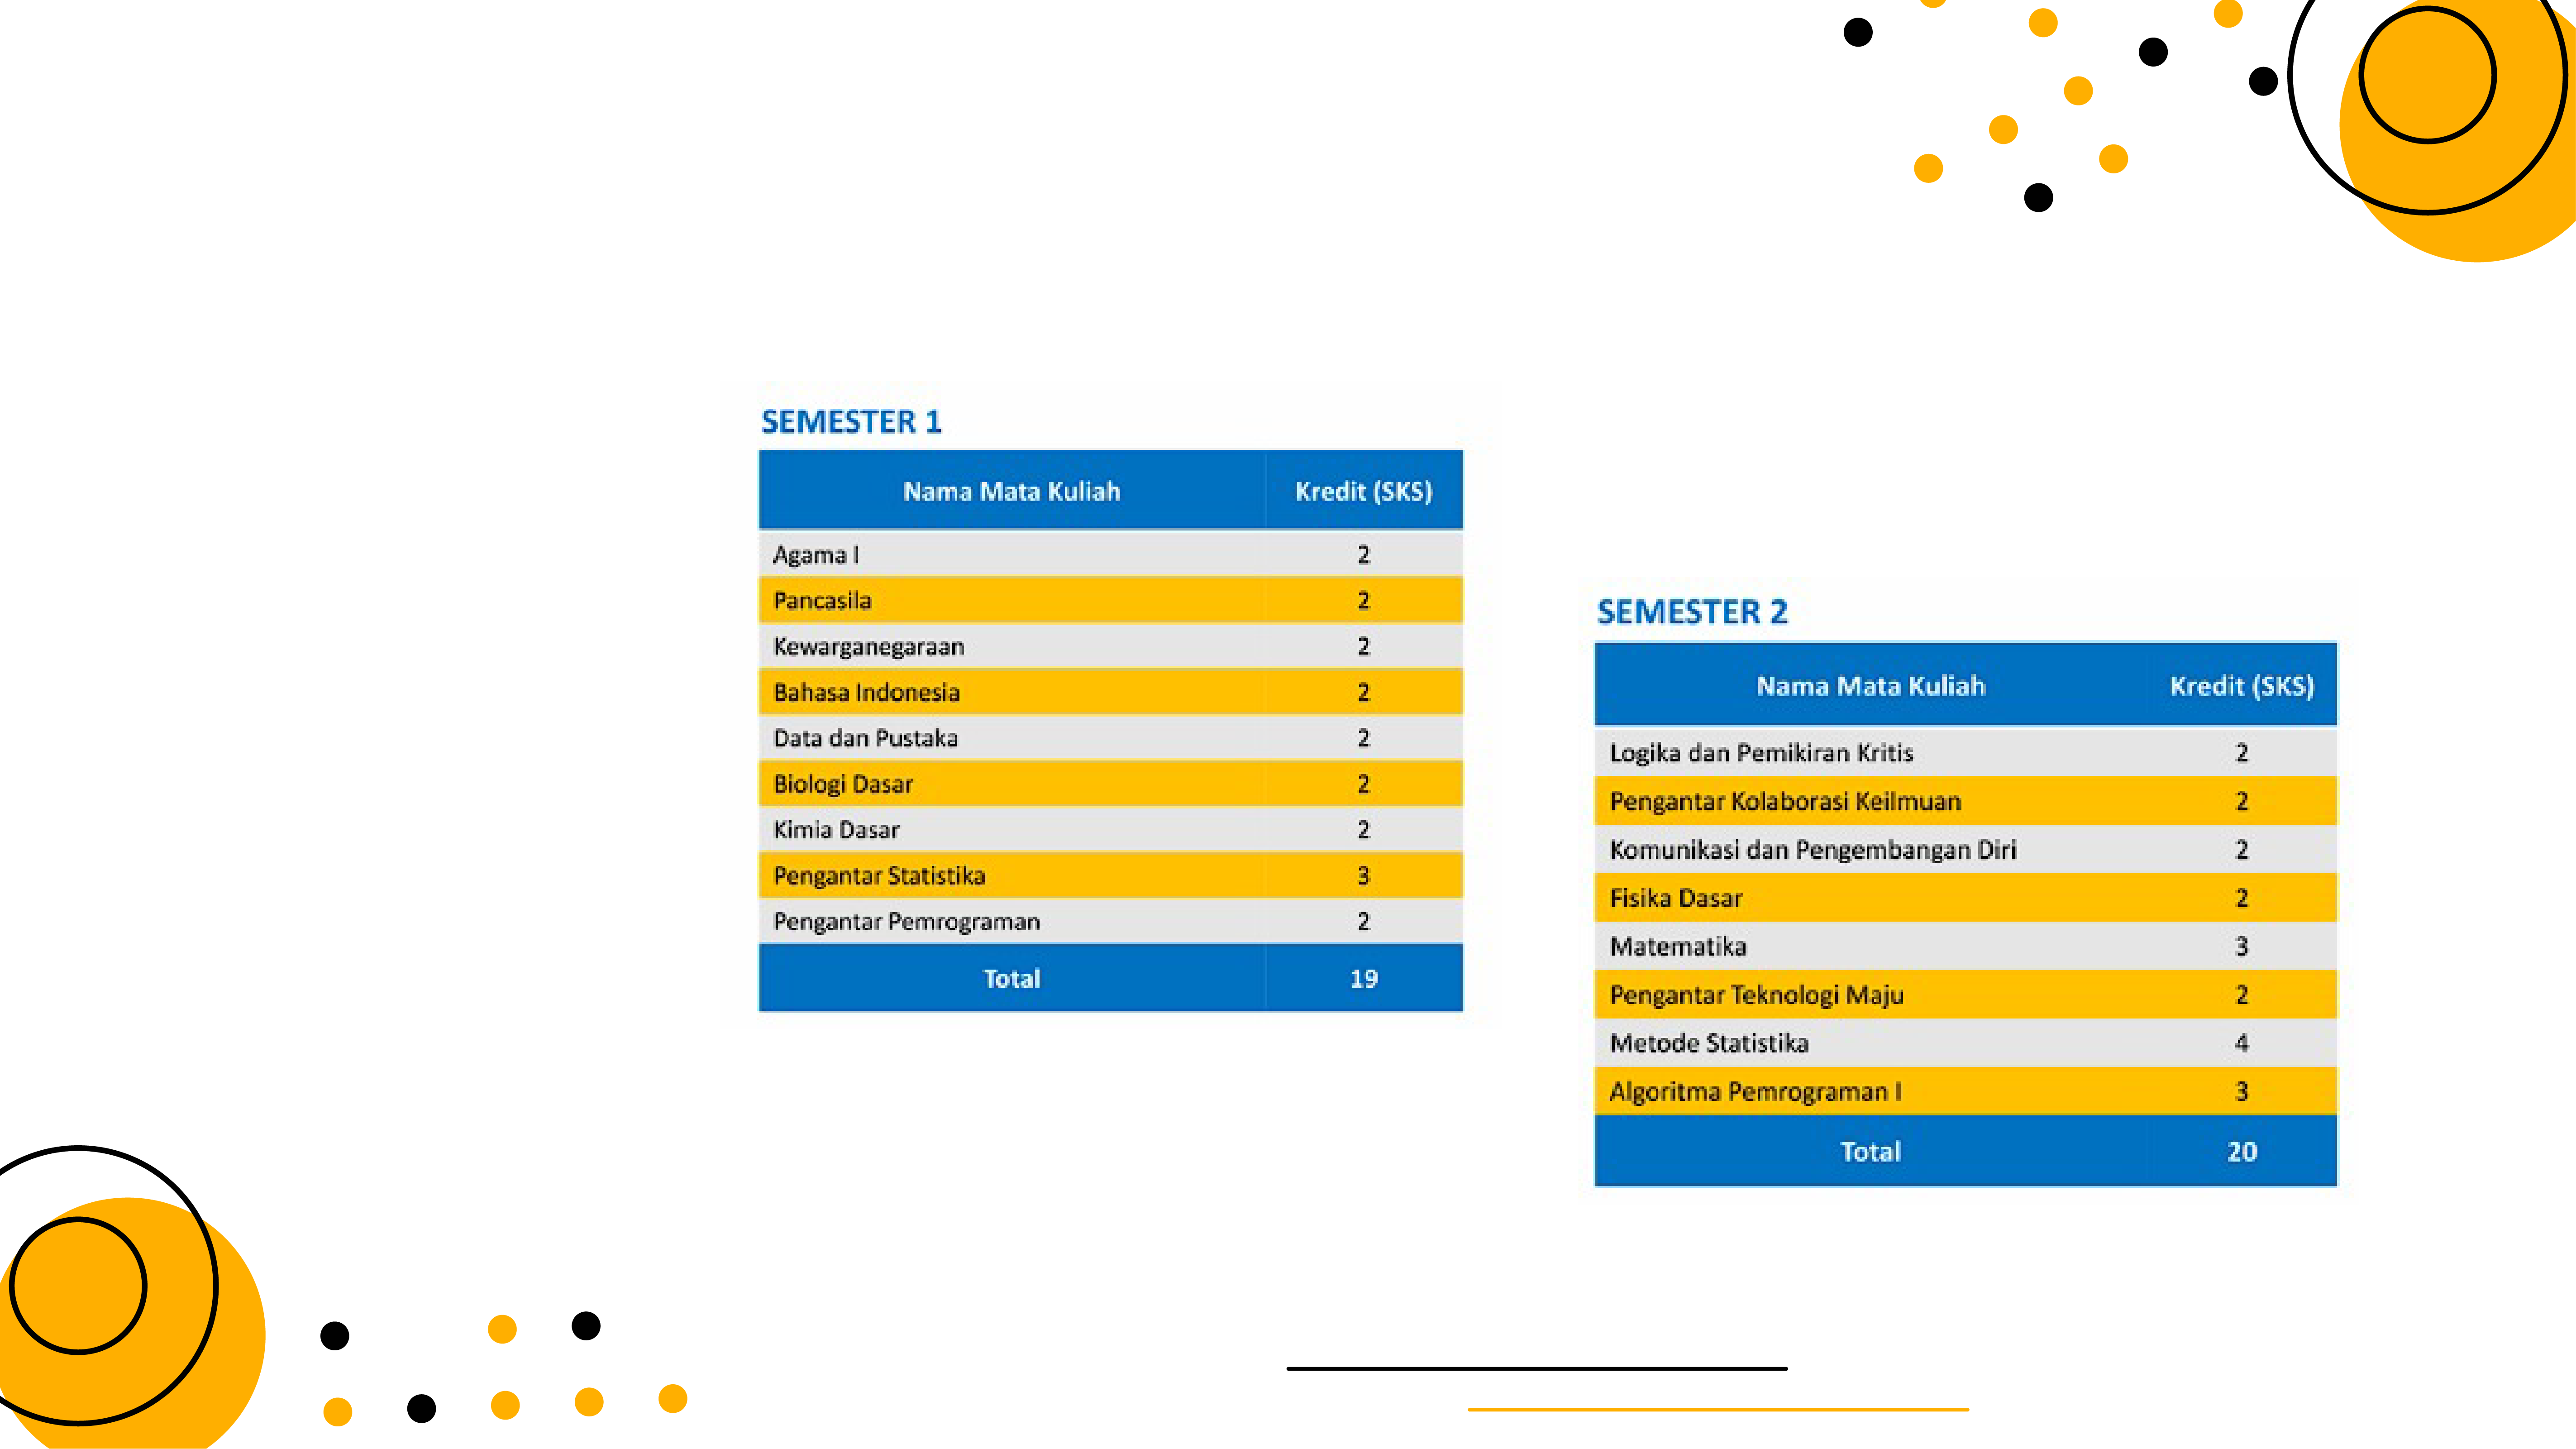 SEMESTER 1
Nama Mata Kuliah Kredit (SKS)
Agama I 2
Pancasila 2
Kewarganegaraan 2
Bahasa Indonesia 2
Data dan Pustaka 2
Biologi Dasar 2
Kimia Dasar 2
Pengantar Statistika 3
Pengantar Pemrograman 2
Total 19
SEMESTER 2
Nama Mata Kuliah Kredit (SKS)
Logika dan Pemikiran Kritis 2
Pengantar Kolaborasi Keilmuan 2
Komunikasi dan Pengembangan Diri 2
Fisika Dasar 2
Matematika 3
Pengantar Teknologi Maju 2
Metode Statistika 4
Algoritma Pemrograman I 3
Total 20